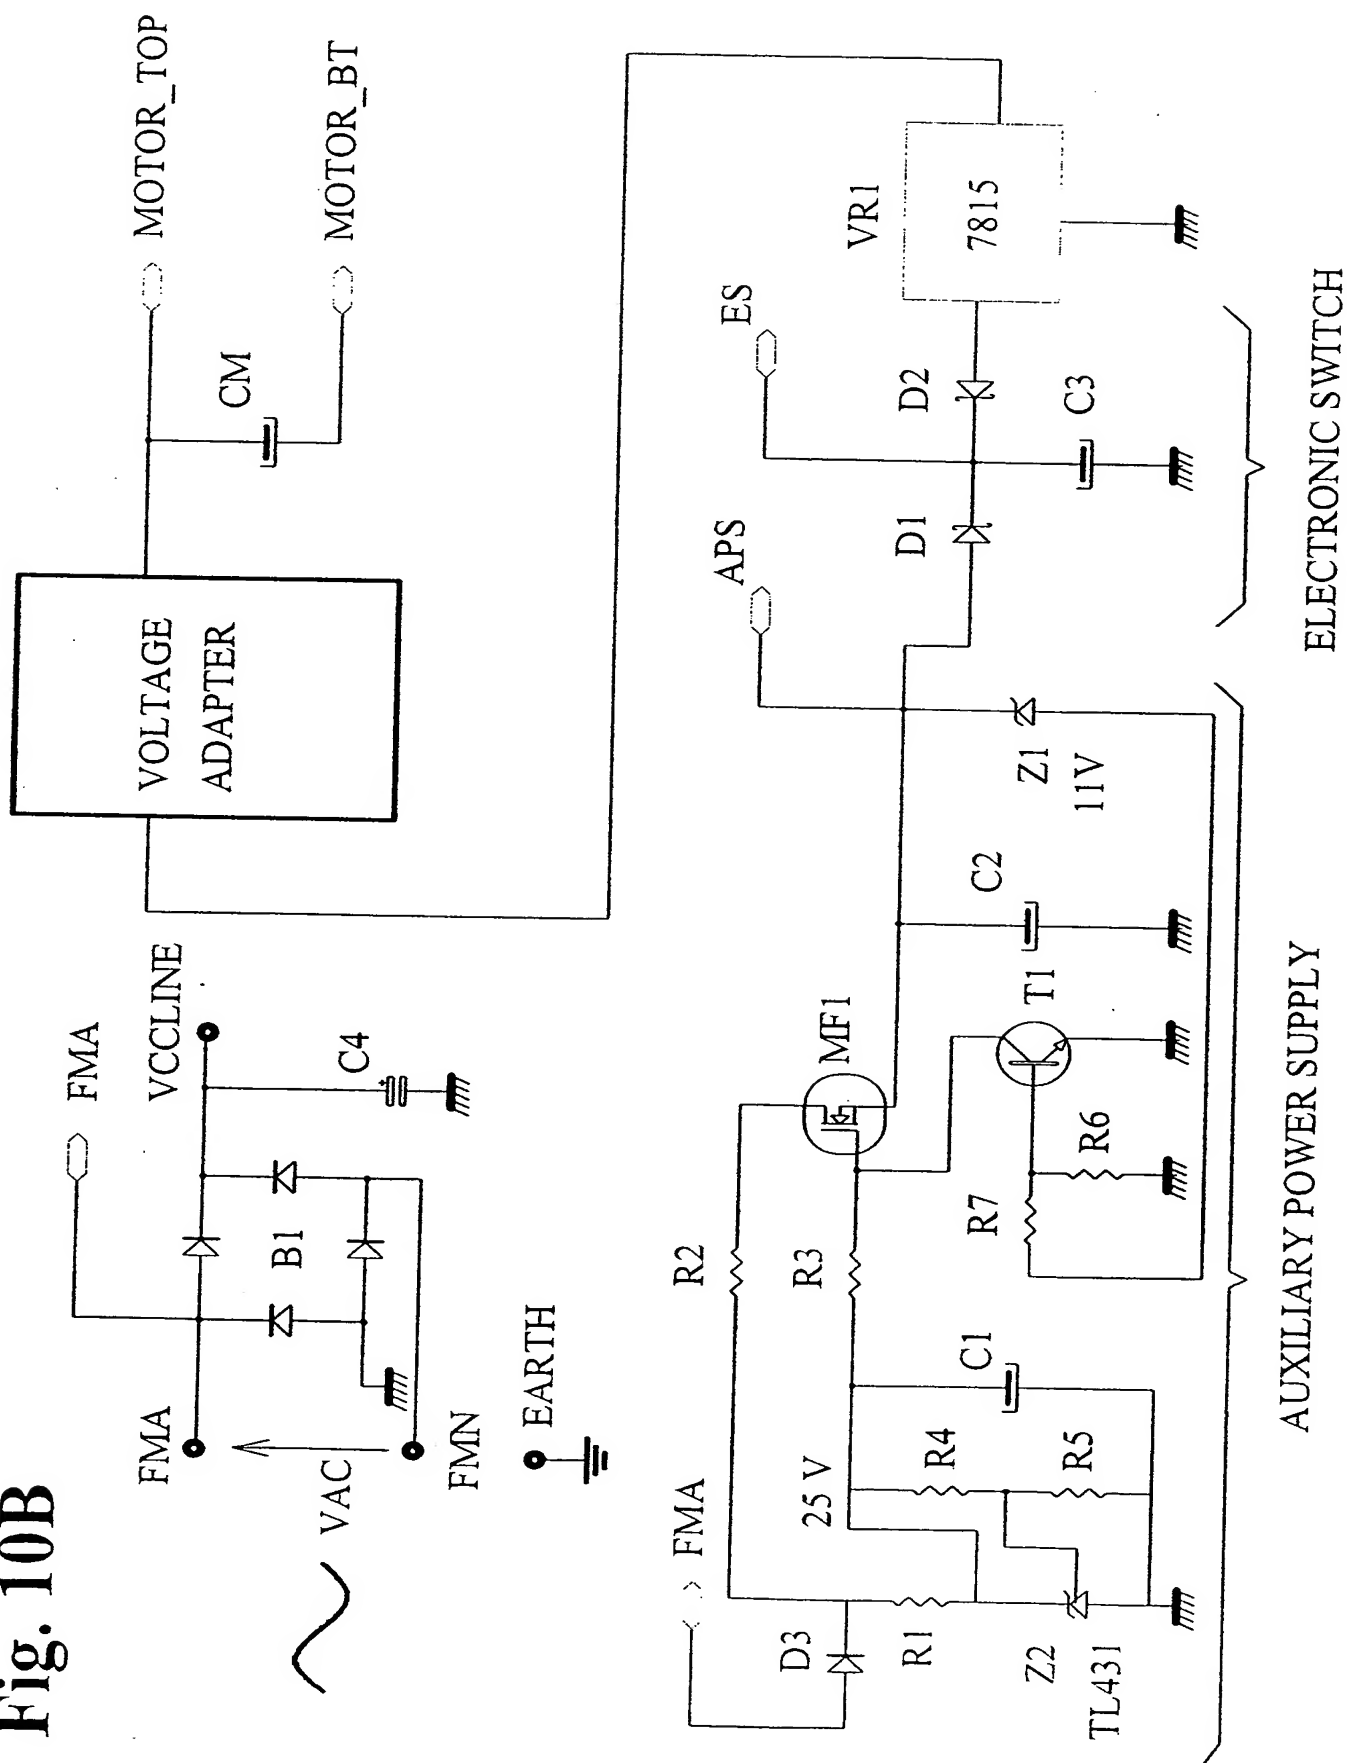 Fig. 10B
FMA
VAC
FMN
EARTH
FMA
B1
VCCLINE
C4
VOLTAGE
ADAPTER
CM
MOTOR_TOP
MOTOR_BT
FMA
D3
R1
Z2
TL431
25 V
R4
R5
C1
R2
R3
R7
R6
MF1
T1
C2
Z1
11V
APS
D1
ES
D2
C3
VR1
7815
AUXILIARY POWER SUPPLY
ELECTRONIC SWITCH